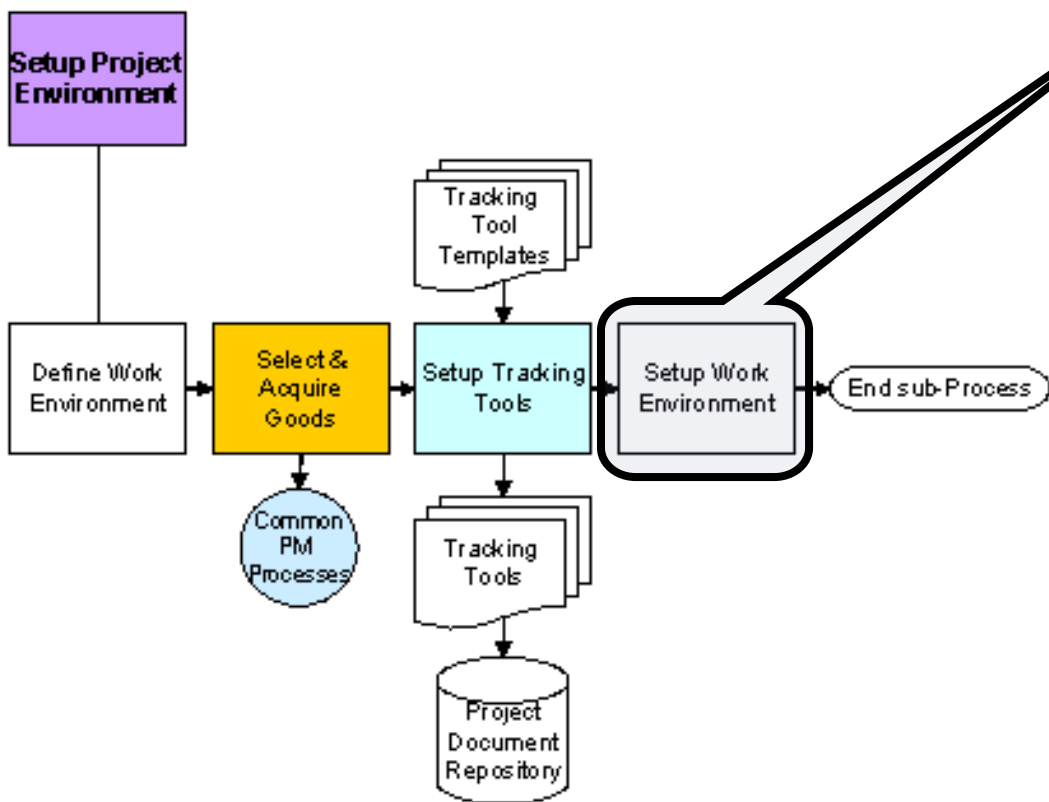 Setup Project
Environment
Tracking
Tool
Templates
Define Work
Environment
Select &
Acquire
Goods
Setup Tracking
Tools
Setup Work
Environment
End sub-Process
Common
PM
Processes
Tracking
Tools
Project
Document
Repository